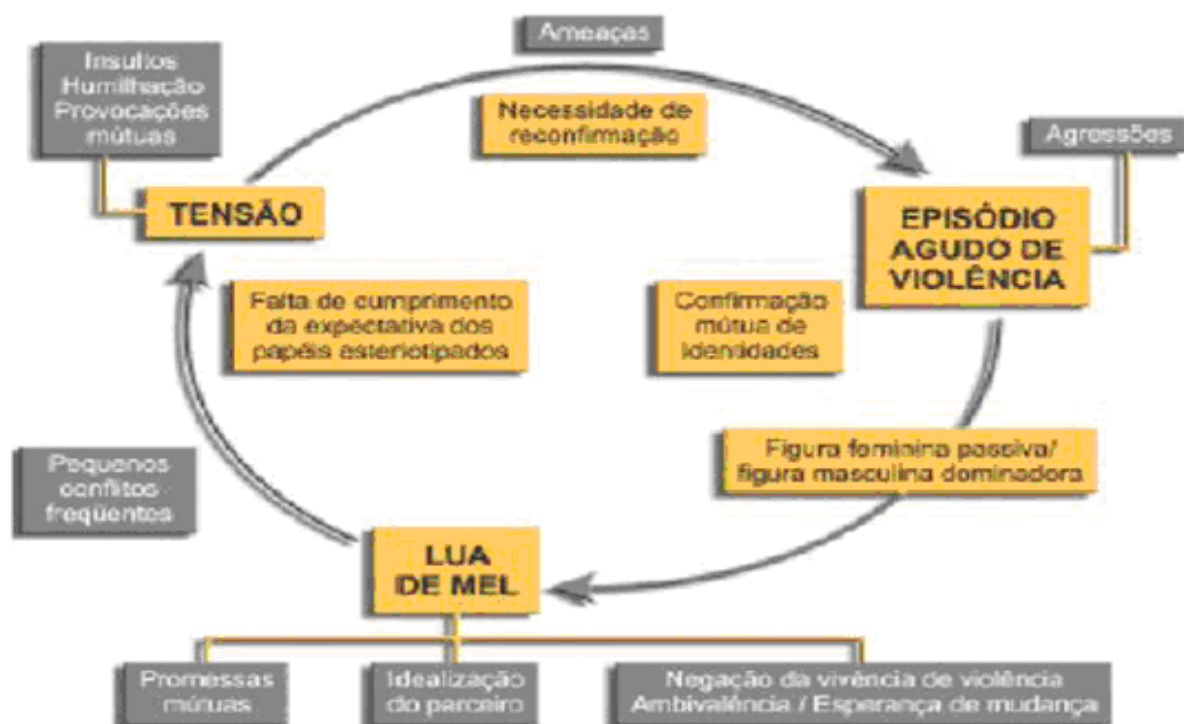 Ameaças
Insultos
Humilhação
Provocações
mútuas
Necessidade de
reconfirmação
Agressões
TENSÃO
EPISÓDIO
AGUDO DE
VIOLÊNCIA
Falta de cumprimento
da expectativa dos
papéis esteriotipados
Confirmação
mútua de
identidades
Figura feminina passiva/
figura masculina dominadora
Pequenos
conflitos
freqüentes
LUA
DE MEL
Promessas
mútuas
Idealização
do parceiro
Negação da vivência de violência
Ambivalência / Esperança de mudança